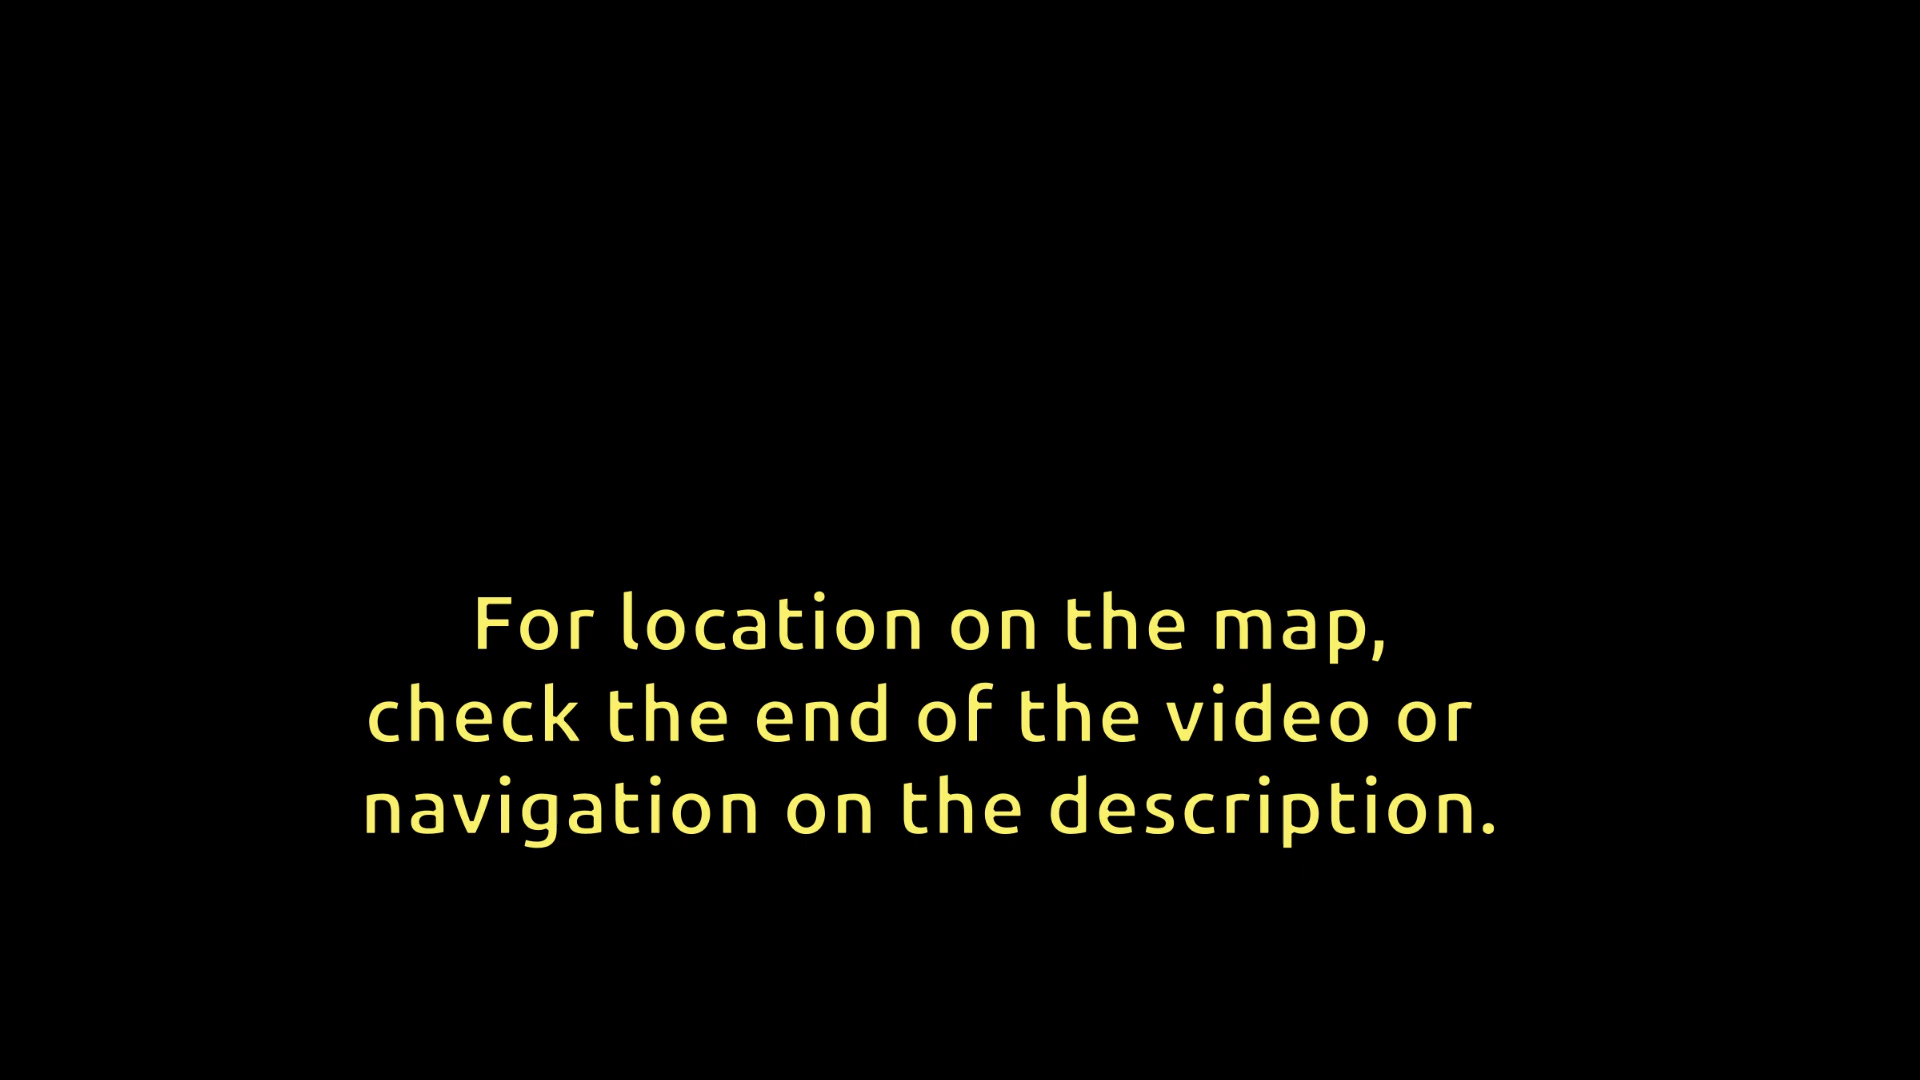 For location on the map,
check the end of the video or
navigation on the description.